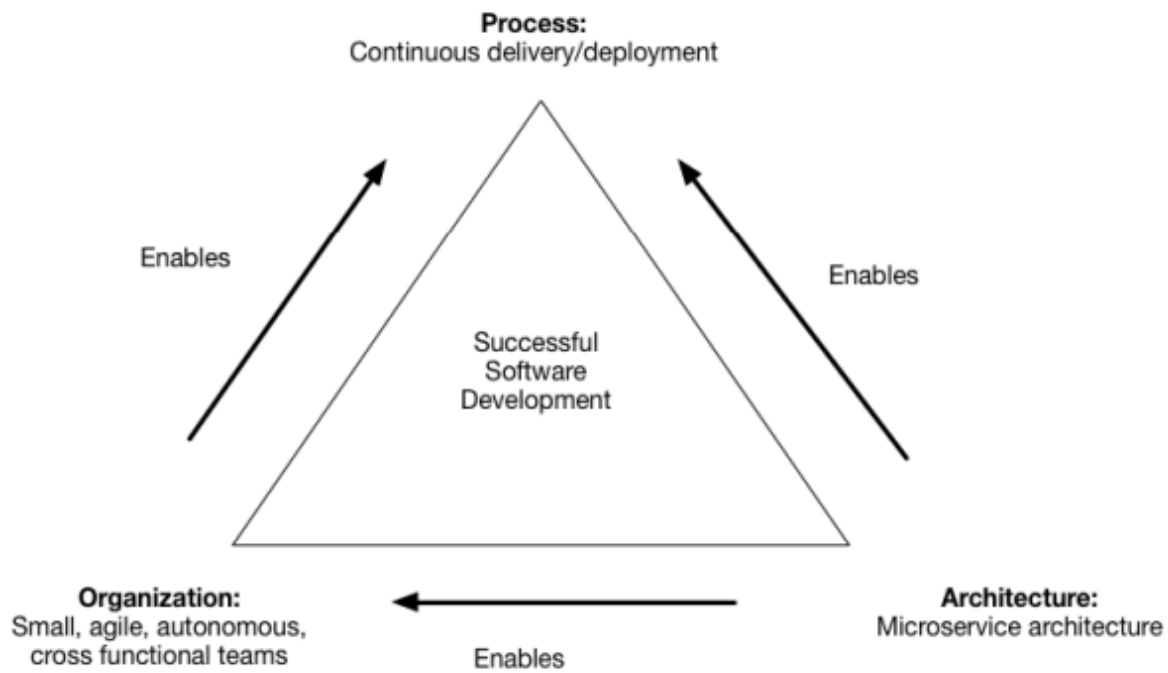 Process:
Continuous delivery/deployment
Enables
Enables
Successful
Software
Development
Organization:
Small, agile, autonomous,
cross functional teams
Enables
Architecture:
Microservice architecture